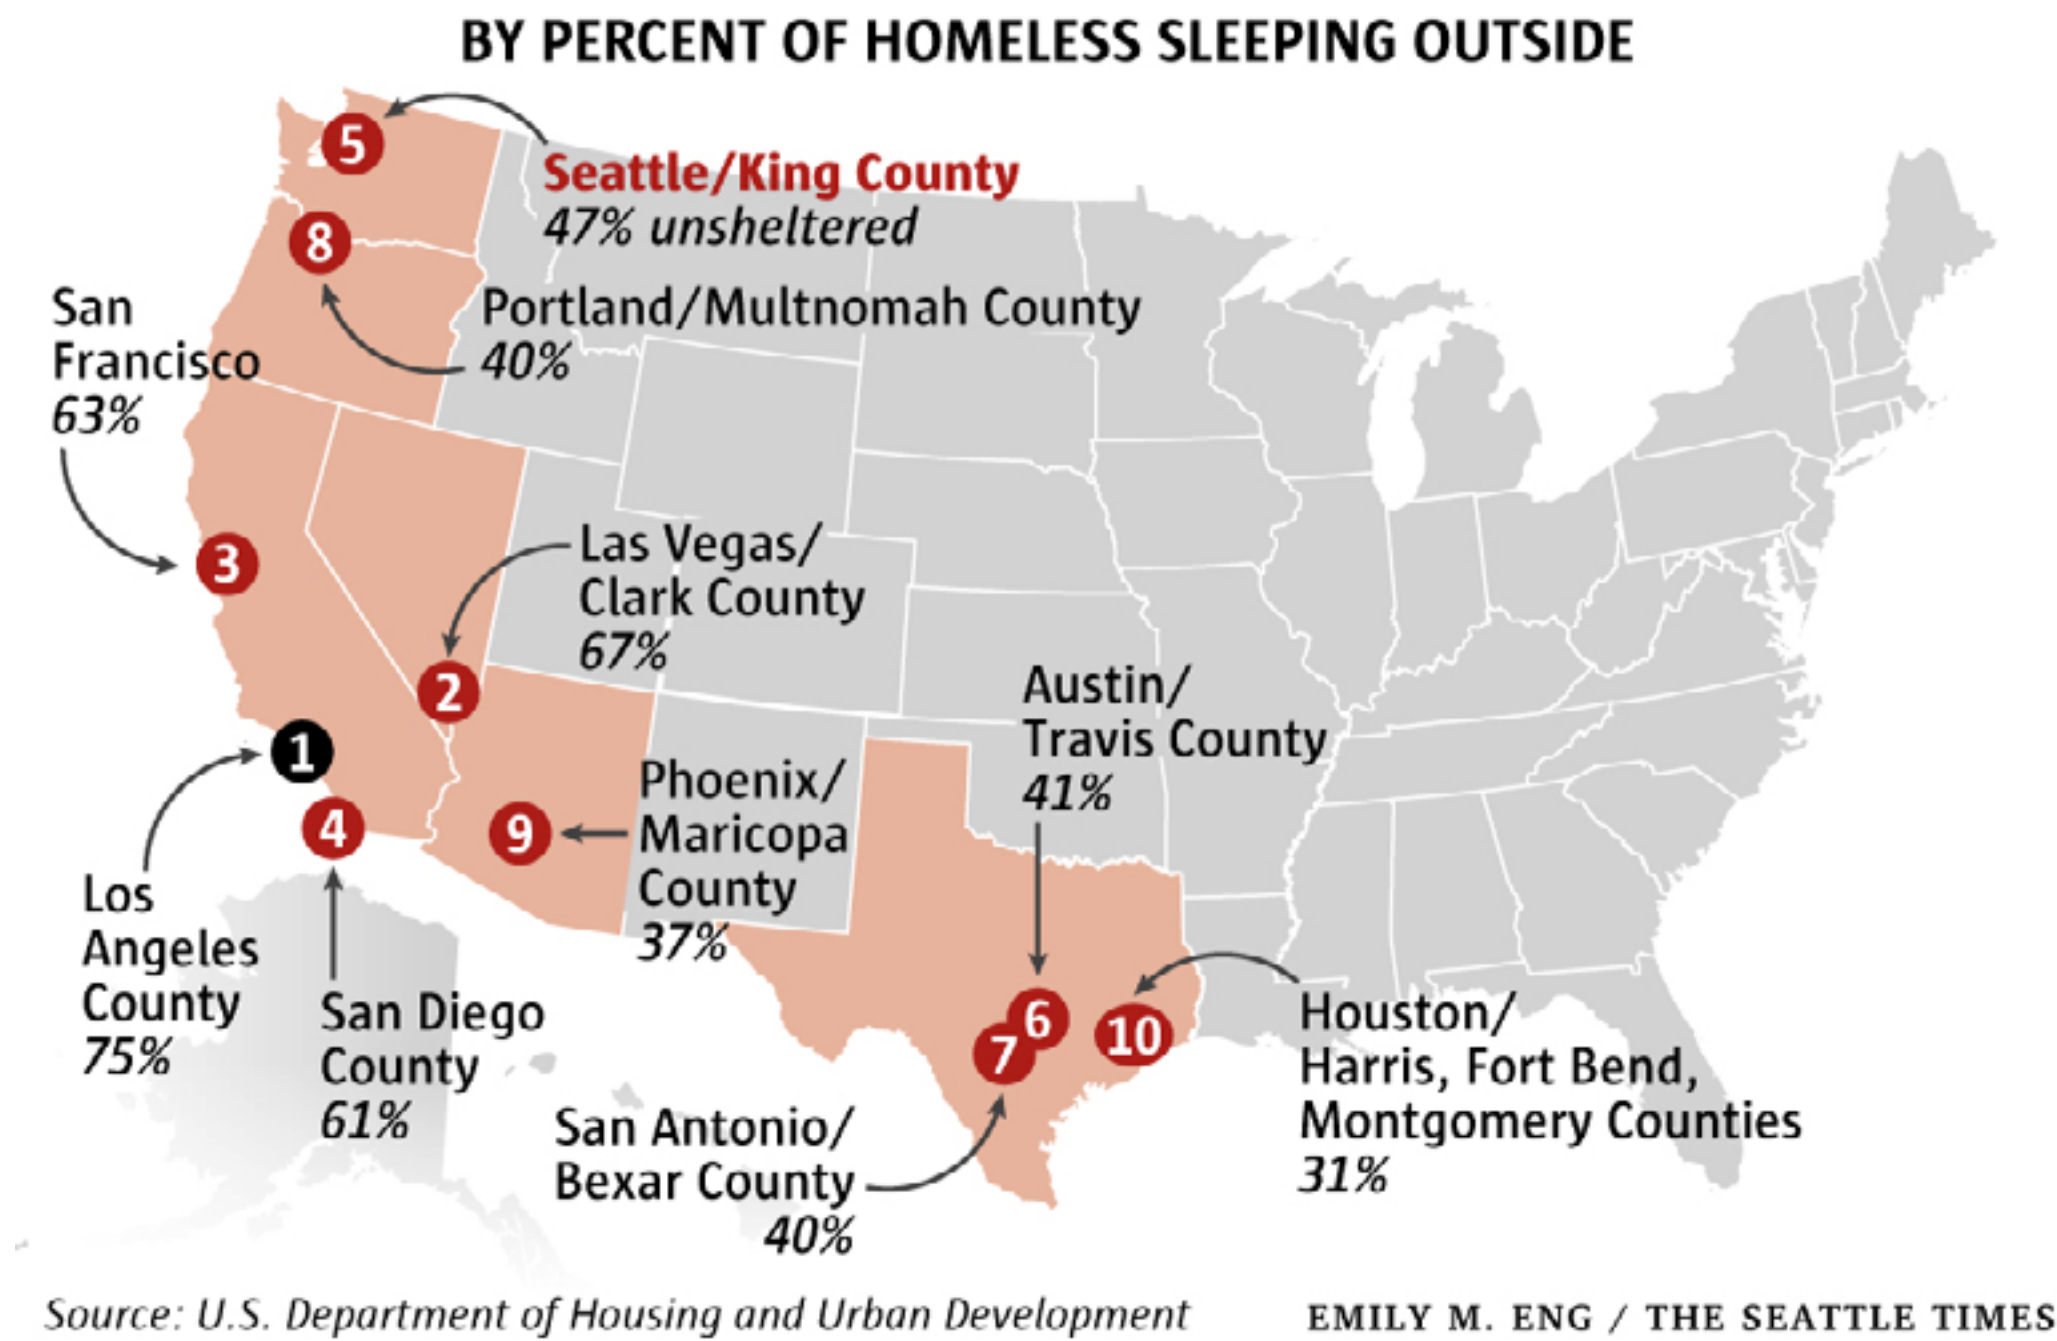 BY PERCENT OF HOMELESS SLEEPING OUTSIDE
5
Seattle/King County
47% unsheltered
8
Portland/Multnomah County
40%
San
Francisco
63%
3
Las Vegas/
Clark County
67%
2
Austin/
Travis County
41%
1
Phoenix/
Maricopa
County
37%
4
9
Los
Angeles
County
75%
San Diego
County
61%
6
7
10
Houston/
Harris, Fort Bend,
Montgomery Counties
31%
San Antonio/
Bexar County
40%
Source: U.S. Department of Housing and Urban Development
EMILY M. ENG / THE SEATTLE TIMES